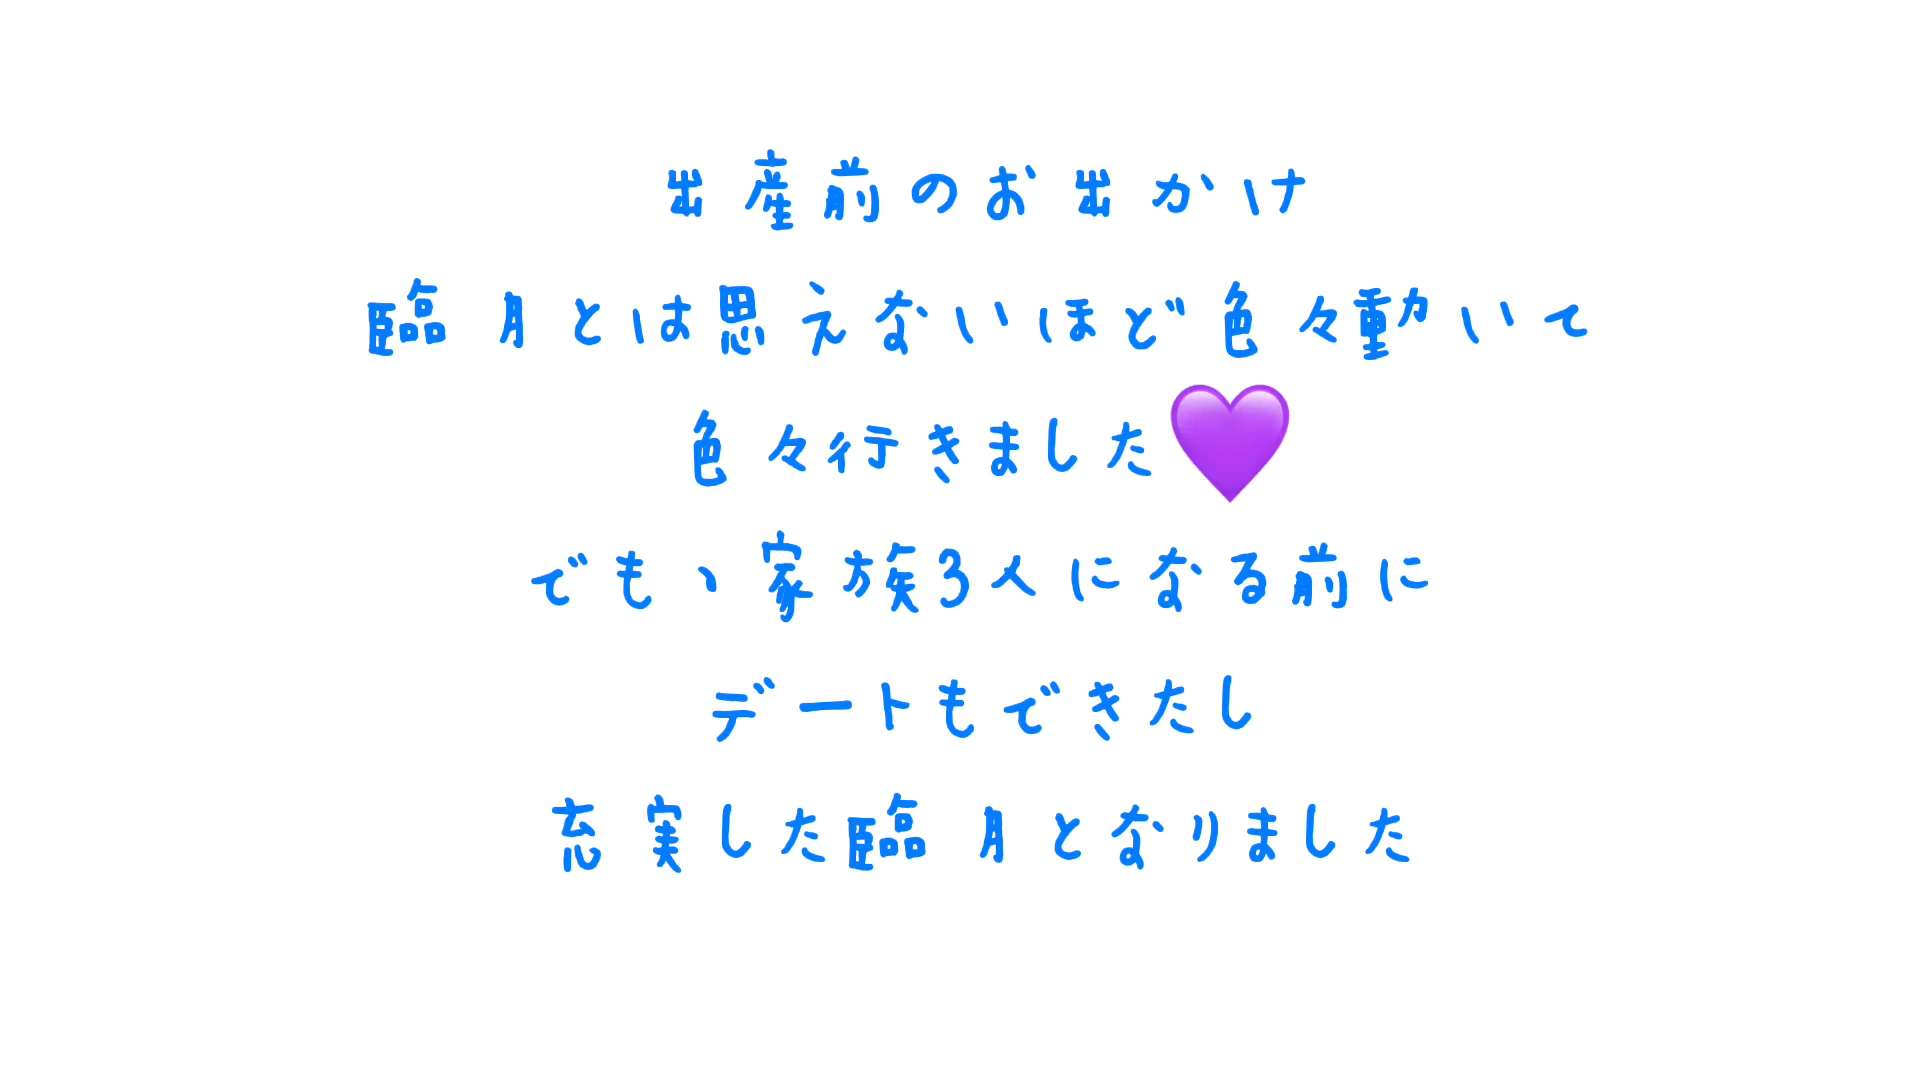 出産前のお出かけ
臨月とは思えないほど色々動いて
色々行きました💜
でも、家族3人になる前に
デートもできたし
充実した臨月となりました